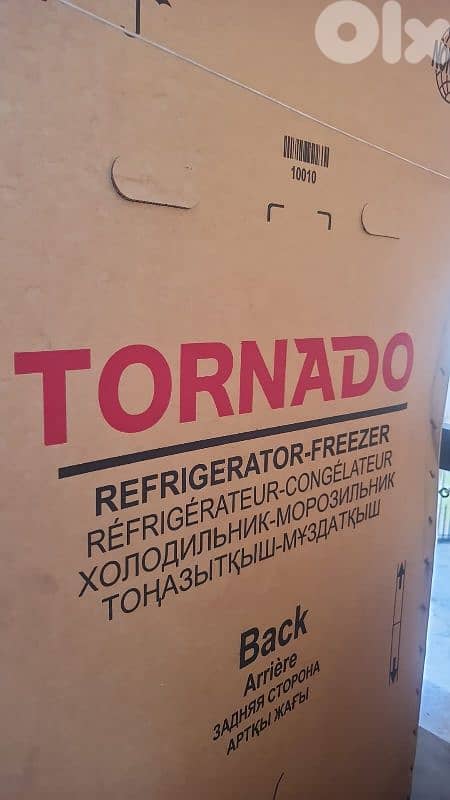 Olx
10010
TORNADO
REFRIGERATOR-FREEZER
RÉFRIGÉRATEUR-CONGÉLATEUR
ХОЛОДИЛЬНИК-МОРОЗИЛЬНИК
ТОҢАЗЫТҚЫШ-МҰЗДАТҚЫШ
Back
Arrière
ЗАДНЯЯ СТОРОНА
АРТҚЫ ЖАҒЫ